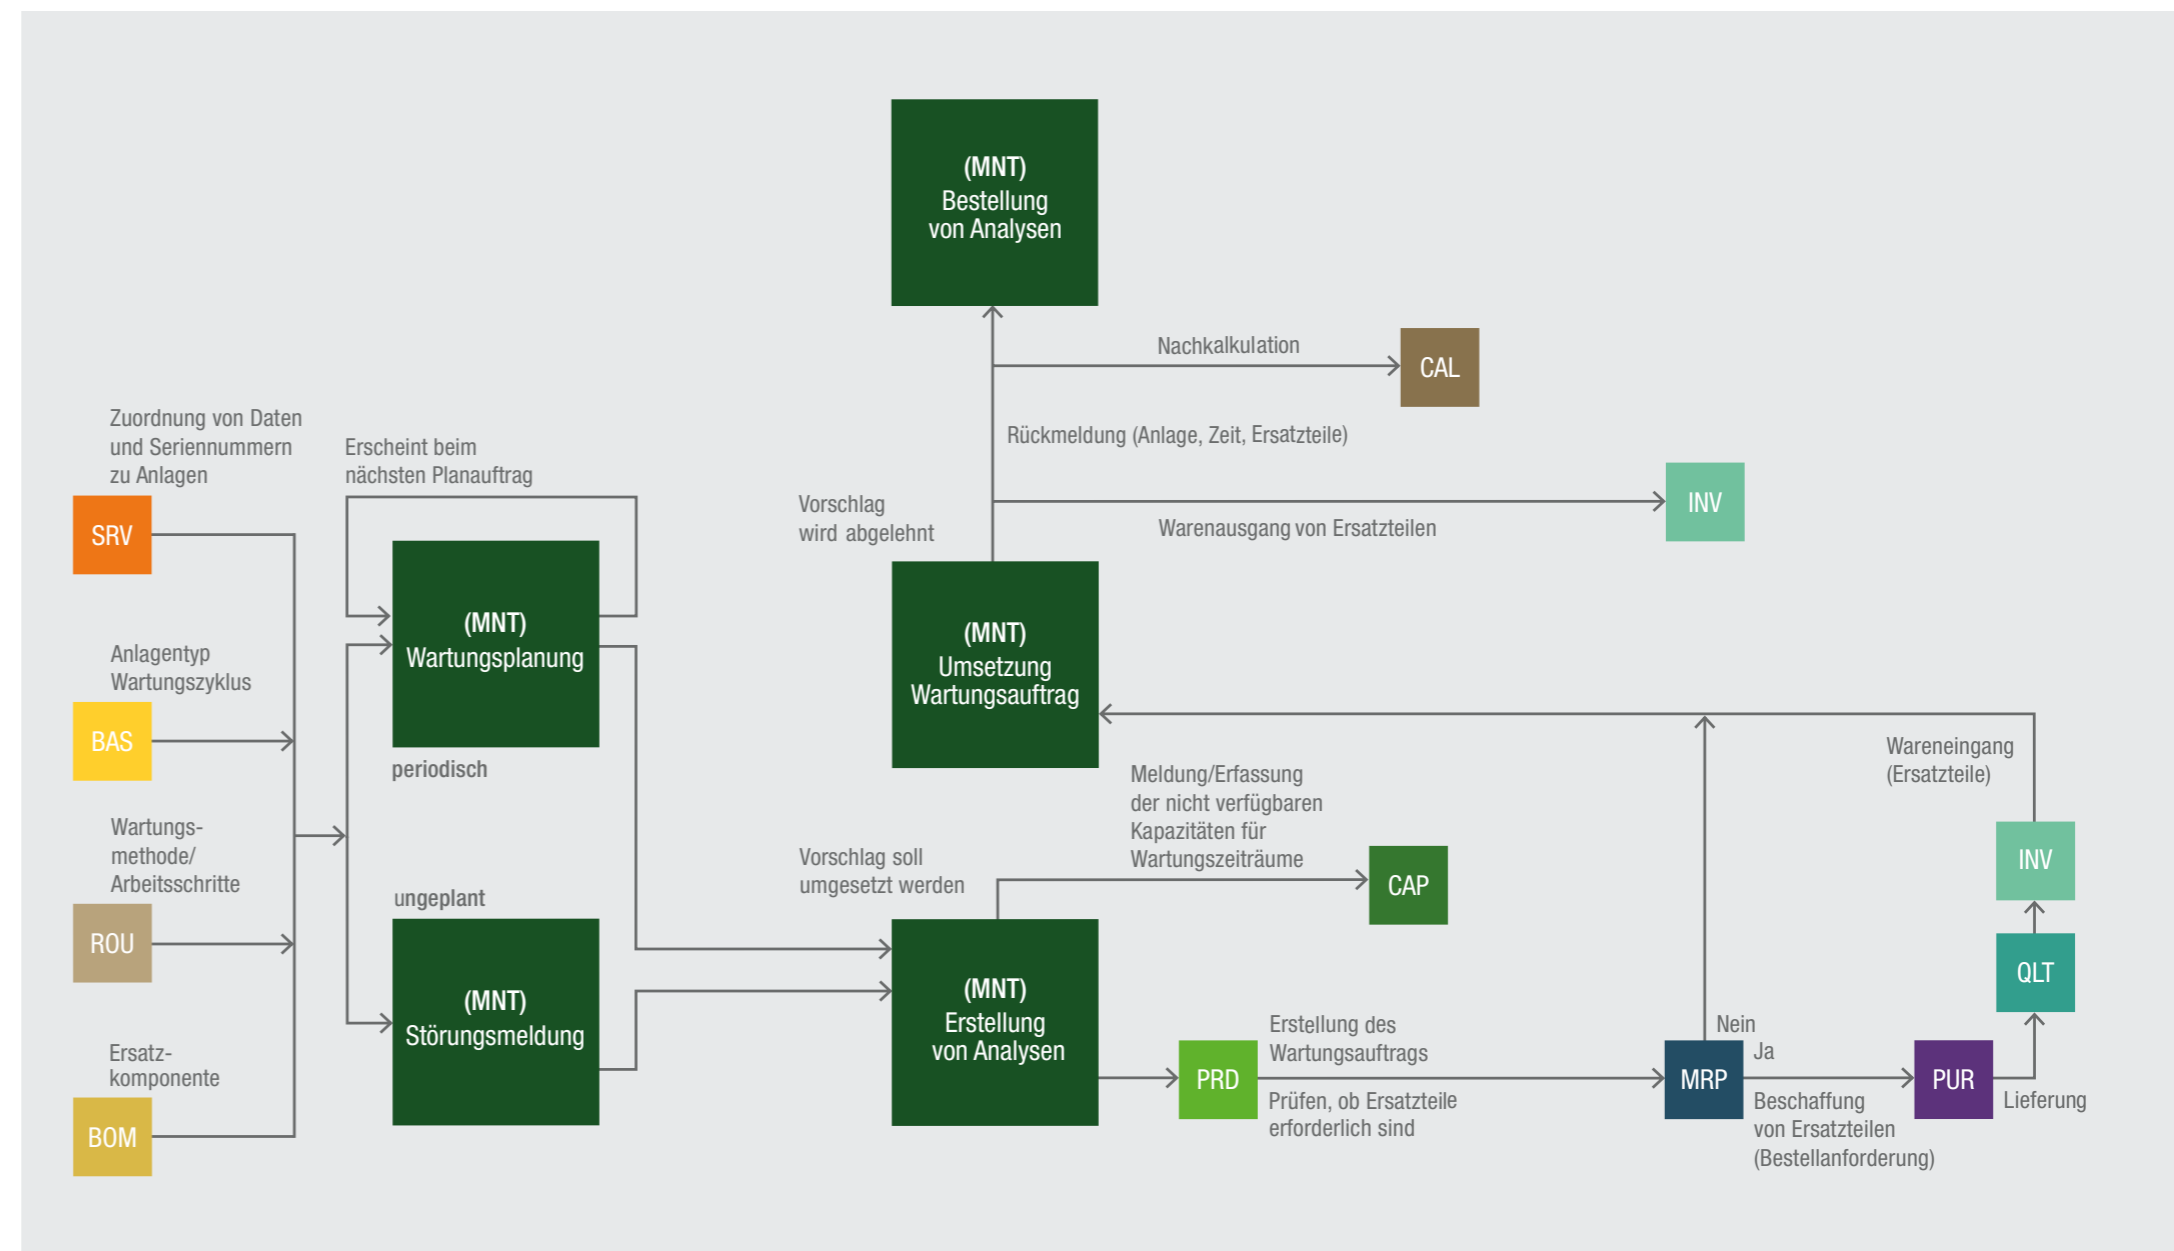 (MNT)
Bestellung
von Analysen
Nachkalkulation
CAL
Rückmeldung (Anlage, Zeit, Ersatzteile)
Vorschlag
wird abgelehnt
Warenausgang von Ersatzteilen
INV
Zuordnung von Daten
und Seriennummern
zu Anlagen
SRV
Erscheint beim
nächsten Planauftrag
(MNT)
Wartungsplanung
periodisch
Anlagentyp
Wartungszyklus
BAS
Wartungs-
methode/
Arbeitsschritte
ROU
Ersatz-
komponente
BOM
ungeplant
(MNT)
Störungsmeldung
(MNT)
Umsetzung
Wartungsauftrag
Vorschlag soll
umgesetzt werden
Meldung/Erfassung
der nicht verfügbaren
Kapazitäten für
Wartungszeiträume
CAP
(MNT)
Erstellung
von Analysen
PRD
Erstellung des
Wartungsauftrags
Prüfen, ob Ersatzteile
erforderlich sind
MRP
Nein
Ja
Beschaffung
von Ersatzteilen
(Bestellanforderung)
PUR
Lieferung
QLT
INV
Wareneingang
(Ersatzteile)